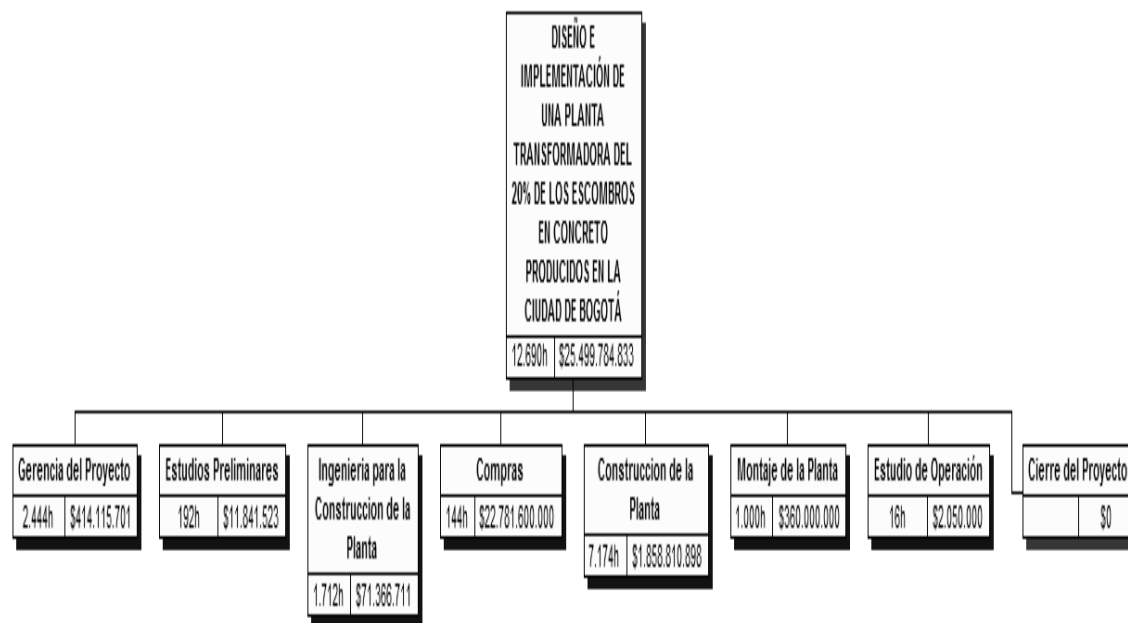 DISEÑO E
IMPLEMENTACIÓN DE
UNA PLANTA
TRANSFORMADORA DEL
20% DE LOS ESCOMBROS
EN CONCRETO
PRODUCIDOS EN LA
CIUDAD DE BOGOTÁ
12.690h $25.499.784.833
Gerencia del Proyecto
2.444h $414.115.701
Estudios Preliminares
192h $11.841.523
Ingenieria para la
Construccion de la
Planta
1.712h $71.366.711
Compras
144h $22.781.600.000
Construccion de la
Planta
7.174h $1.858.810.898
Montaje de la Planta
1.000h $360.000.000
Estudio de Operación
16h $2.050.000
Cierre del Proyecto
$0